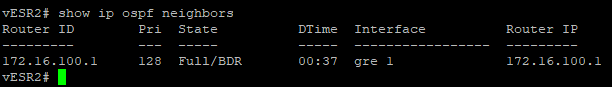 vESR2# show ip ospf neighbors
Router ID          Pri  State              DTime  Interface          Router IP
---------          ---  -----              -----  -----------------  ---------
172.16.100.1       128  Full/BDR           00:37  gre 1              172.16.100.1
vESR2#